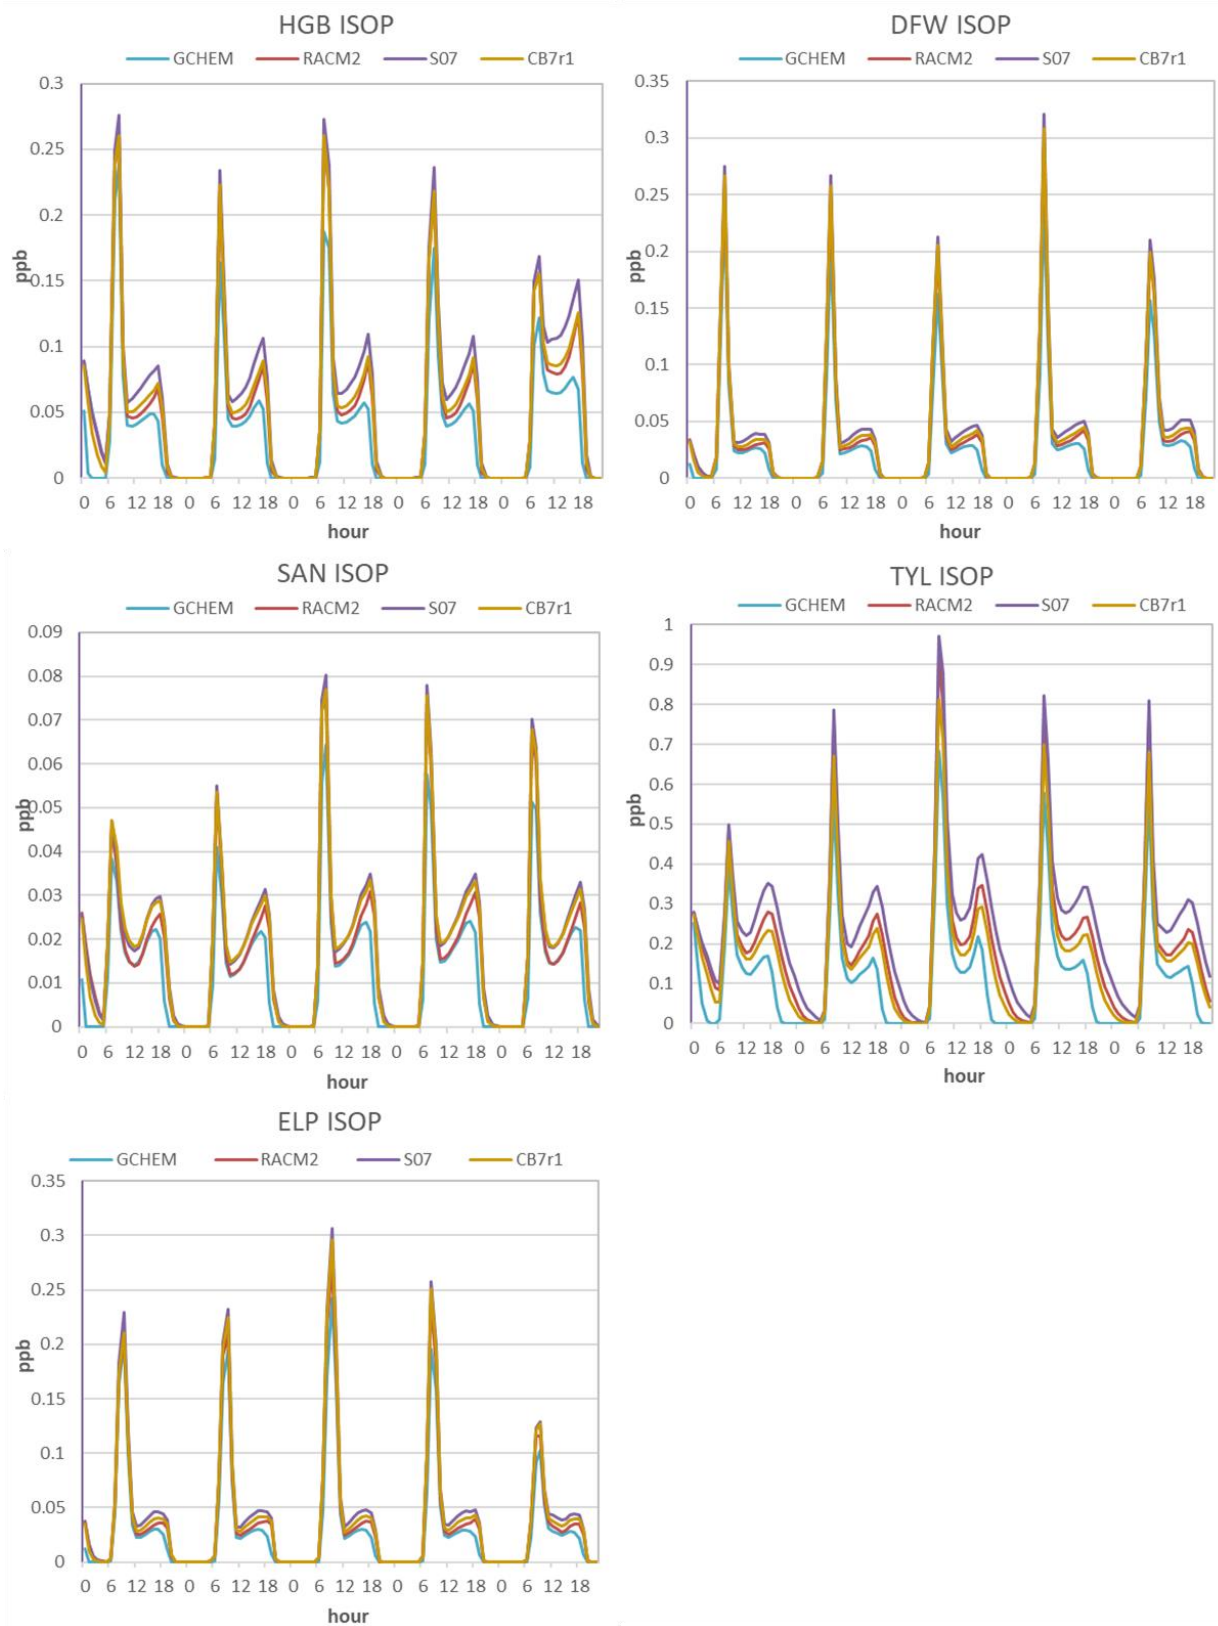 HGB ISOP
GCHEM RACM2 S07 CB7r1
0.3
0.25
0.2
0.15
0.1
0.05
0
ppb
0 6 12 18 0 6 12 18 0 6 12 18 0 6 12 18 0 6 12 18
hour
DFW ISOP
GCHEM RACM2 S07 CB7r1
0.35
0.3
0.25
0.2
0.15
0.1
0.05
0
ppb
0 6 12 18 0 6 12 18 0 6 12 18 0 6 12 18 0 6 12 18
hour
SAN ISOP
GCHEM RACM2 S07 CB7r1
0.09
0.08
0.07
0.06
0.05
0.04
0.03
0.02
0.01
0
ppb
0 6 12 18 0 6 12 18 0 6 12 18 0 6 12 18 0 6 12 18
hour
TYL ISOP
GCHEM RACM2 S07 CB7r1
1
0.9
0.8
0.7
0.6
0.5
0.4
0.3
0.2
0.1
0
ppb
0 6 12 18 0 6 12 18 0 6 12 18 0 6 12 18 0 6 12 18
hour
ELP ISOP
GCHEM RACM2 S07 CB7r1
0.35
0.3
0.25
0.2
0.15
0.1
0.05
0
ppb
0 6 12 18 0 6 12 18 0 6 12 18 0 6 12 18 0 6 12 18
hour